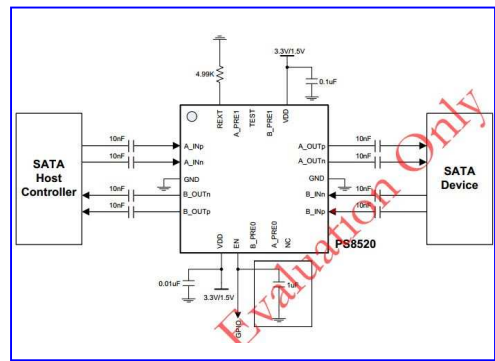 3.3V/1.5V
4.99K
0.1uF
REXT
A_PRE1
TEST
B_PRE1
VDD
10nF
A_INp
A_OUTp
10nF
10nF
A_INn
A_OUTn
10nF
SATA
Host
Controller
GND
GND
SATA
Device
10nF
B_OUTn
B_INn
10nF
10nF
B_OUTp
B_INp
10nF
PS8520
VDD
EN
B_PRE0
A_PRE0
NC
0.01uF
1uF
3.3V/1.5V
GPIO
Evaluation Only